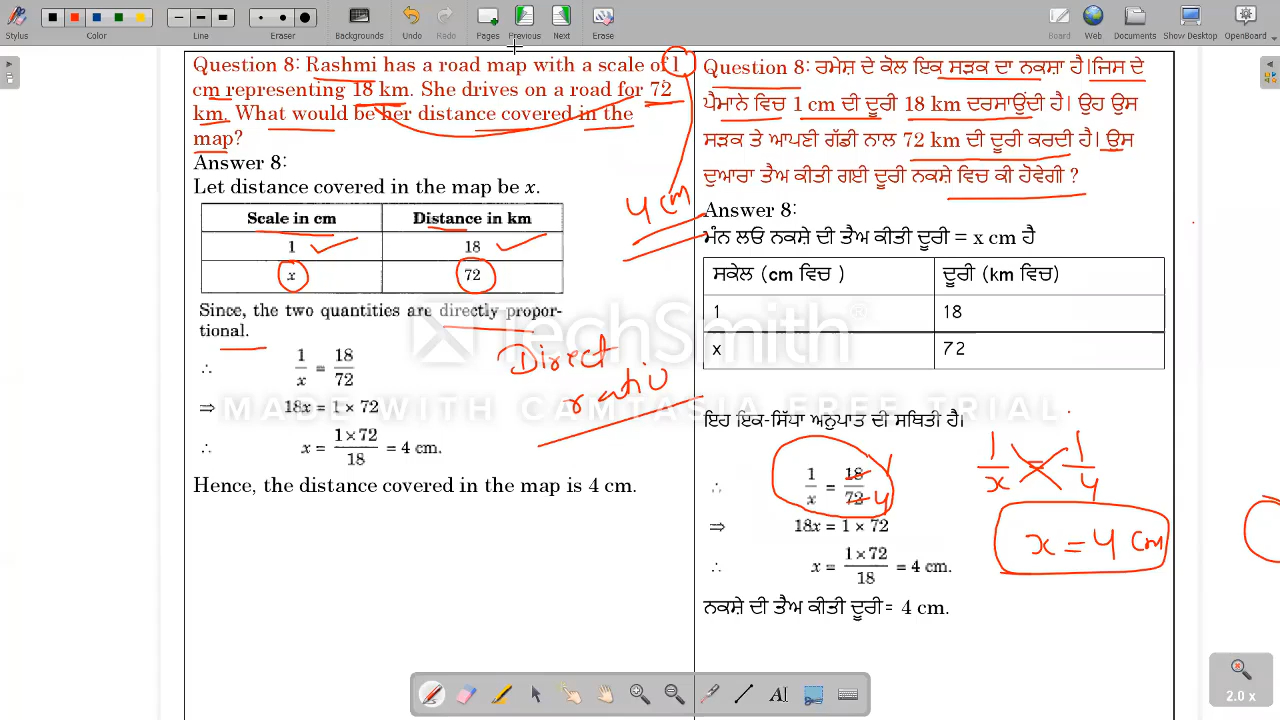 Stylus
Color
Line
Eraser
Backgrounds
Undo
Redo
Pages
Previous
Next
Erase
Board
Web
Documents
Show Desktop
OpenBoard
Question 8: Rashmi has a road map with a scale of 1
cm representing 18 km. She drives on a road for 72
km. What would be her distance covered in the
map?
Answer 8:
Let distance covered in the map be x.
Scale in cm Distance in km
1 18
x 72
Since, the two quantities are directly propor-
tional.
∴ 1/x = 18/72
⇒ 18x = 1 × 72
∴ x = 1×72/18 = 4 cm.
Hence, the distance covered in the map is 4 cm.
4 cm
Direct
ratio
Question 8: ਰਮੇਸ਼ ਦੇ ਕੋਲ ਇਕ ਸੜਕ ਦਾ ਨਕਸ਼ਾ ਹੈ।ਜਿਸ ਦੇ
ਪੈਮਾਨੇ ਵਿਚ 1 cm ਦੀ ਦੂਰੀ 18 km ਦਰਸਾਉਂਦੀ ਹੈ। ਉਹ ਉਸ
ਸੜਕ ਤੇ ਆਪਣੀ ਗੱਡੀ ਨਾਲ 72 km ਦੀ ਦੂਰੀ ਕਰਦੀ ਹੈ। ਉਸ
ਦੁਆਰਾ ਤੈਅ ਕੀਤੀ ਗਈ ਦੂਰੀ ਨਕਸ਼ੇ ਵਿਚ ਕੀ ਹੋਵੇਗੀ ?
Answer 8:
ਮੰਨ ਲਓ ਨਕਸ਼ੇ ਦੀ ਤੈਅ ਕੀਤੀ ਦੂਰੀ = x cm ਹੈ
ਸਕੇਲ (cm ਵਿਚ ) ਦੂਰੀ (km ਵਿਚ)
1 18
x 72
ਇਹ ਇਕ-ਸਿੱਧਾ ਅਨੁਪਾਤ ਦੀ ਸਥਿਤੀ ਹੈ।
∴ 1/x = 18/72
1
4
⇒ 18x = 1 × 72
∴ x = 1×72/18 = 4 cm.
ਨਕਸ਼ੇ ਦੀ ਤੈਅ ਕੀਤੀ ਦੂਰੀ= 4 cm.
1/x = 1/4
x = 4 cm
TechSmith
MADE WITH CAMTASIA FREE TRIAL
2.0 x